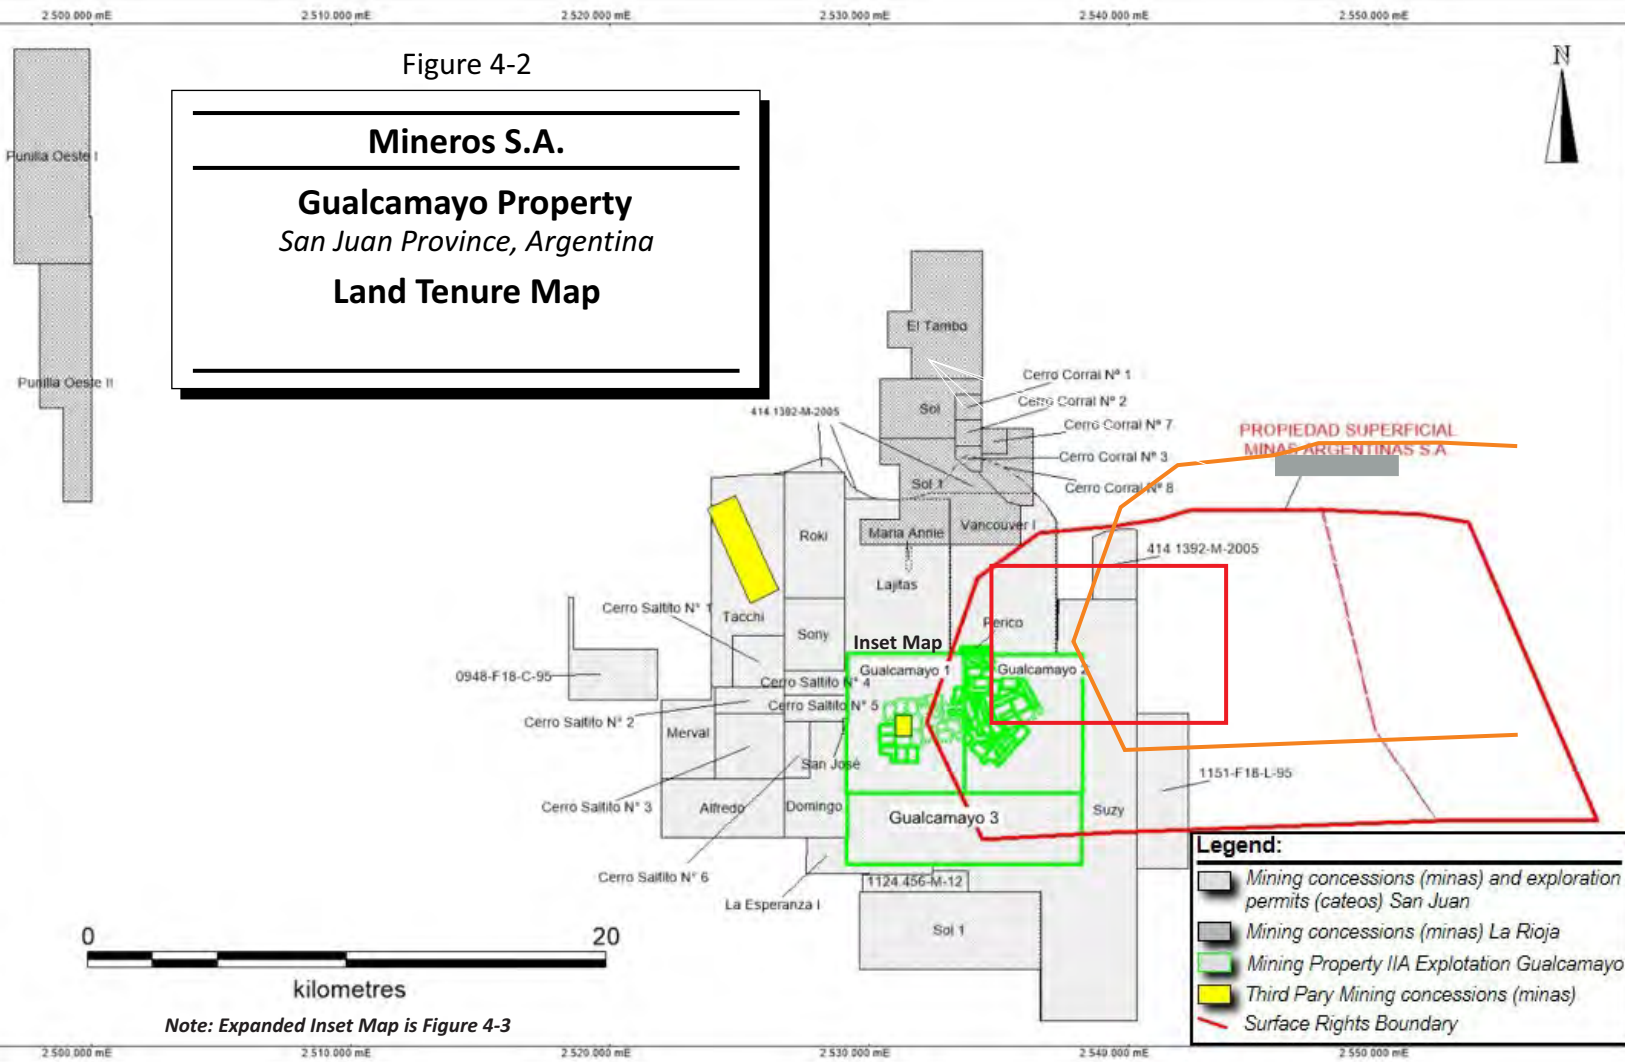 2.500.000 mE
2.510.000 mE
2.520.000 mE
2.530.000 mE
2.540.000 mE
2.550.000 mE
Figure 4-2
Mineros S.A.
Gualcamayo Property
San Juan Province, Argentina
Land Tenure Map
N
Punilla Oeste I
Punilla Oeste II
El Tambo
Cerro Corral Nº 1
Cerro Corral Nº 2
Sol
414 1392-M-2005
Cerro Corral Nº 7
PROPIEDAD SUPERFICIAL
MINAS ARGENTINAS S.A.
Cerro Corral Nº 3
Sol 1
Cerro Corral Nº 8
Roki
Maria Annie
Vancouver I
414 1392-M-2005
Lajitas
Cerro Saltito N° 1
Tacchi
Sony
Perico
Inset Map
Gualcamayo 1
Gualcamayo 2
0948-F18-C-95
Cerro Saltito N° 4
Cerro Saltito N° 5
Cerro Saltito N° 2
Merval
San José
1151-F18-L-95
Cerro Saltito N° 3
Alfredo
Domingo
Gualcamayo 3
Suzy
Cerro Saltito N° 6
1124.456-M-12
La Esperanza I
Sol 1
0
20
kilometres
Note: Expanded Inset Map is Figure 4-3
Legend:
Mining concessions (minas) and exploration
permits (cateos) San Juan
Mining concessions (minas) La Rioja
Mining Property IIA Explotation Gualcamayo
Third Pary Mining concessions (minas)
Surface Rights Boundary
2.500.000 mE
2.510.000 mE
2.520.000 mE
2.530.000 mE
2.540.000 mE
2.550.000 mE